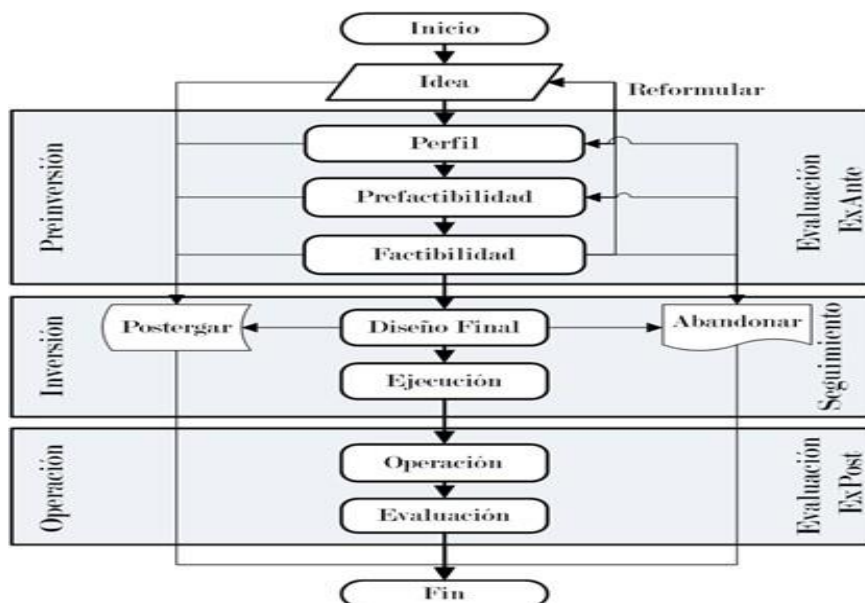 Inicio
Idea
Reformular
Preinversión
Perfil
Prefactibilidad
Factibilidad
Evaluación
ExAnte
Inversión
Postergar
Diseño Final
Abandonar
Ejecución
Seguimiento
Operación
Operación
Evaluación
Evaluación
ExPost
Fin